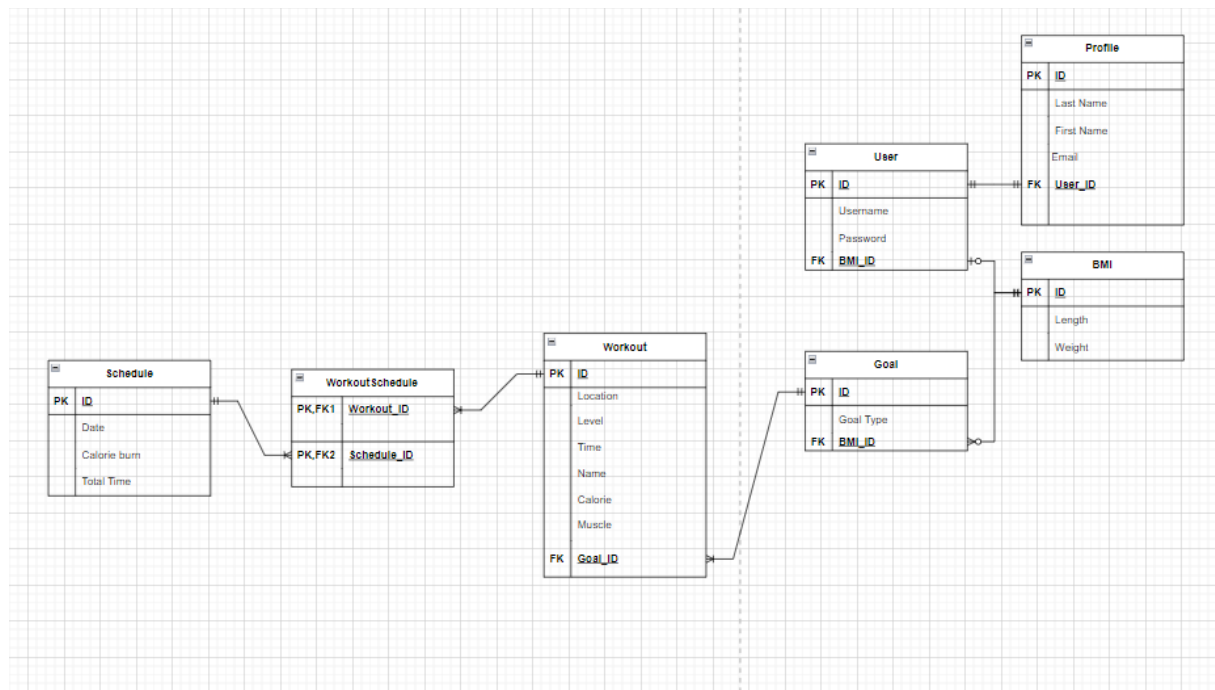 Profile
PK ID
Last Name
First Name
Email
FK User_ID
User
PK ID
Username
Password
FK BMI_ID
BMI
PK ID
Length
Weight
Goal
PK ID
Goal Type
FK BMI_ID
Workout
PK ID
Location
Level
Time
Name
Calorie
Muscle
FK Goal_ID
WorkoutSchedule
PK,FK1 Workout_ID
PK,FK2 Schedule_ID
Schedule
PK ID
Date
Calorie burn
Total Time